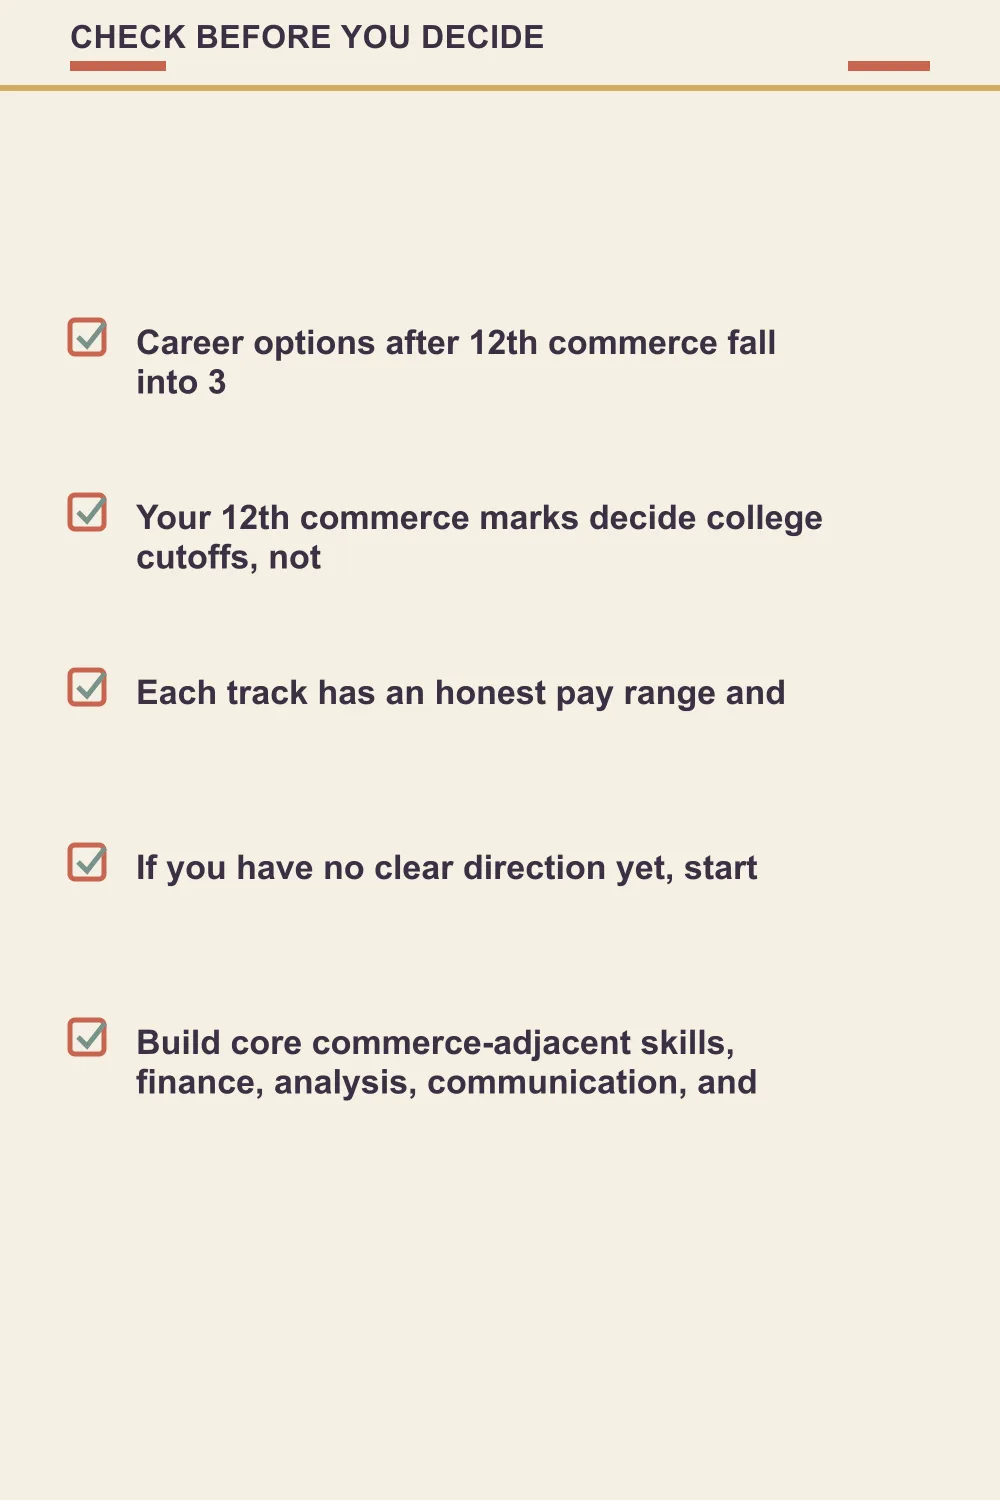 CHECK BEFORE YOU DECIDE
Career options after 12th commerce fall
into 3
Your 12th commerce marks decide college
cutoffs, not
Each track has an honest pay range and
If you have no clear direction yet, start
Build core commerce-adjacent skills,
finance, analysis, communication, and